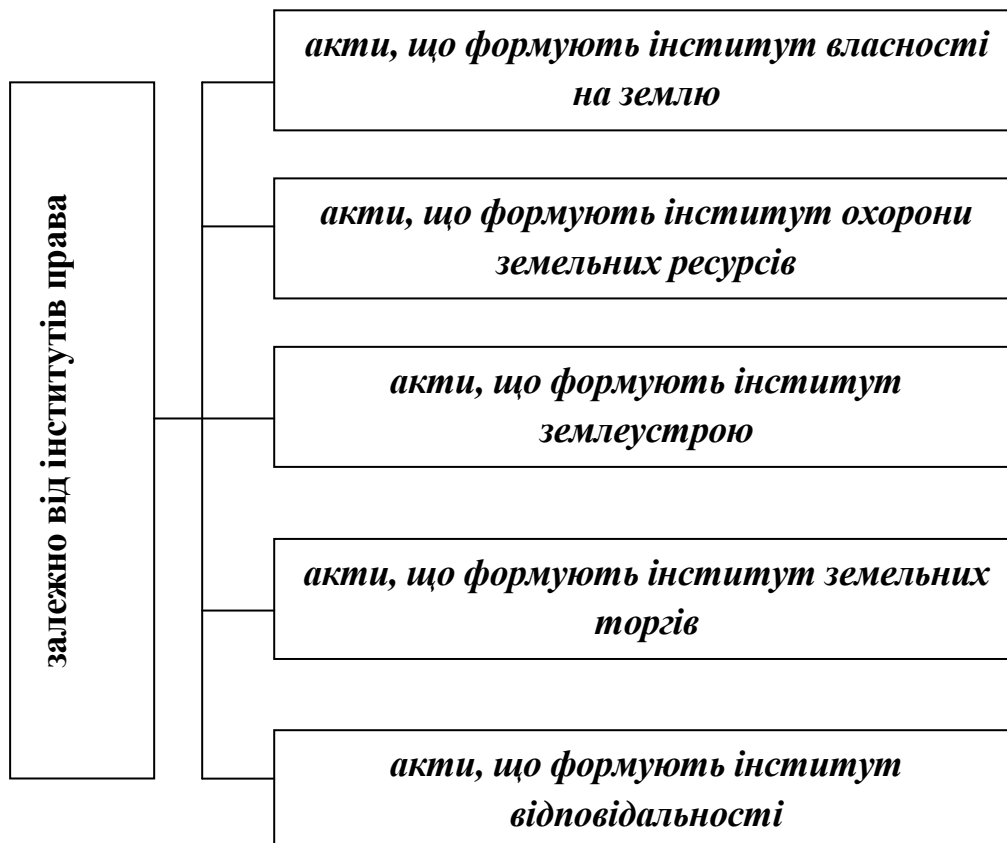 залежно від інститутів права
акти, що формують інститут власності
на землю
акти, що формують інститут охорони
земельних ресурсів
акти, що формують інститут
землеустрою
акти, що формують інститут земельних
торгів
акти, що формують інститут
відповідальності